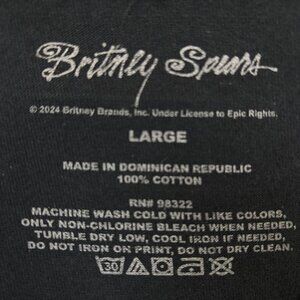 Britney Spears
© 2024 Britney Brands, Inc. Under License to Epic Rights.
LARGE
MADE IN DOMINICAN REPUBLIC
100% COTTON
RN# 98322
MACHINE WASH COLD WITH LIKE COLORS,
ONLY NON-CHLORINE BLEACH WHEN NEEDED,
TUMBLE DRY LOW, COOL IRON IF NEEDED,
DO NOT IRON ON PRINT, DO NOT DRY CLEAN.
30